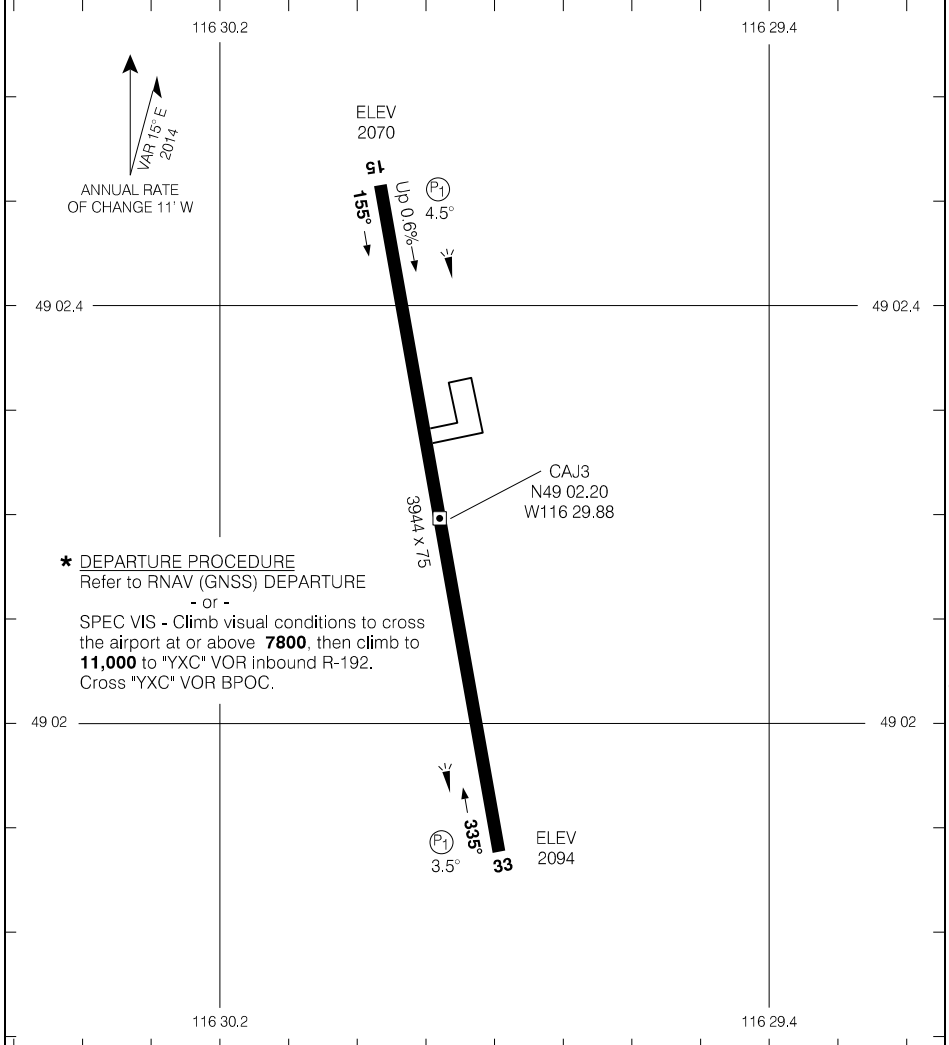 116 30.2
116 29.4
VAR 15° E
2014
ANNUAL RATE
OF CHANGE 11' W
ELEV
2070
15
155°
Up 0.6%
P1
4.5°
49 02.4
49 02.4
CAJ3
N49 02.20
W116 29.88
3944 x 75
* DEPARTURE PROCEDURE
Refer to RNAV (GNSS) DEPARTURE
- or -
SPEC VIS - Climb visual conditions to cross
the airport at or above 7800, then climb to
11,000 to "YXC" VOR inbound R-192.
Cross "YXC" VOR BPOC.
49 02
49 02
335°
P1
3.5°
33
ELEV
2094
116 30.2
116 29.4